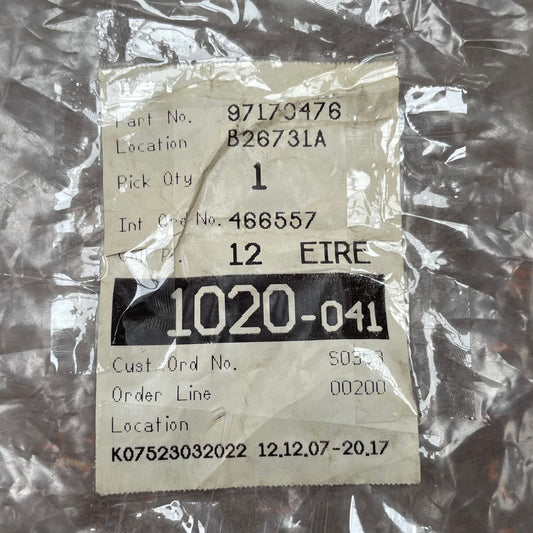 Part No. 97170476
Location B26731A
Pick Qty 1
Int Ord No. 466557
12 EIRE
1020-041
Cust Ord No.
Order Line 00200
Location
K07523032022 12.12.07-20.17